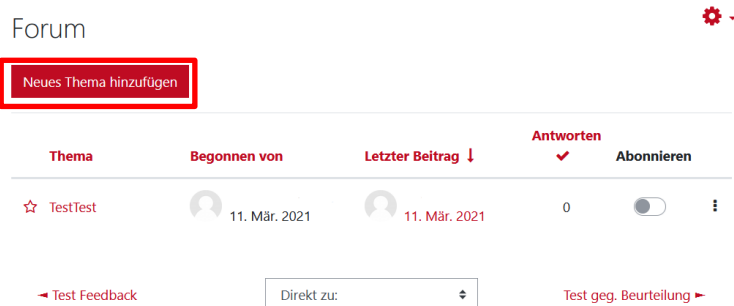 Forum
Neues Thema hinzufügen
Thema Begonnen von Letzter Beitrag ↓ Antworten ✔ Abonnieren
TestTest 11. Mär. 2021 11. Mär. 2021 0
◄ Test Feedback Direkt zu: Test geg. Beurteilung ►